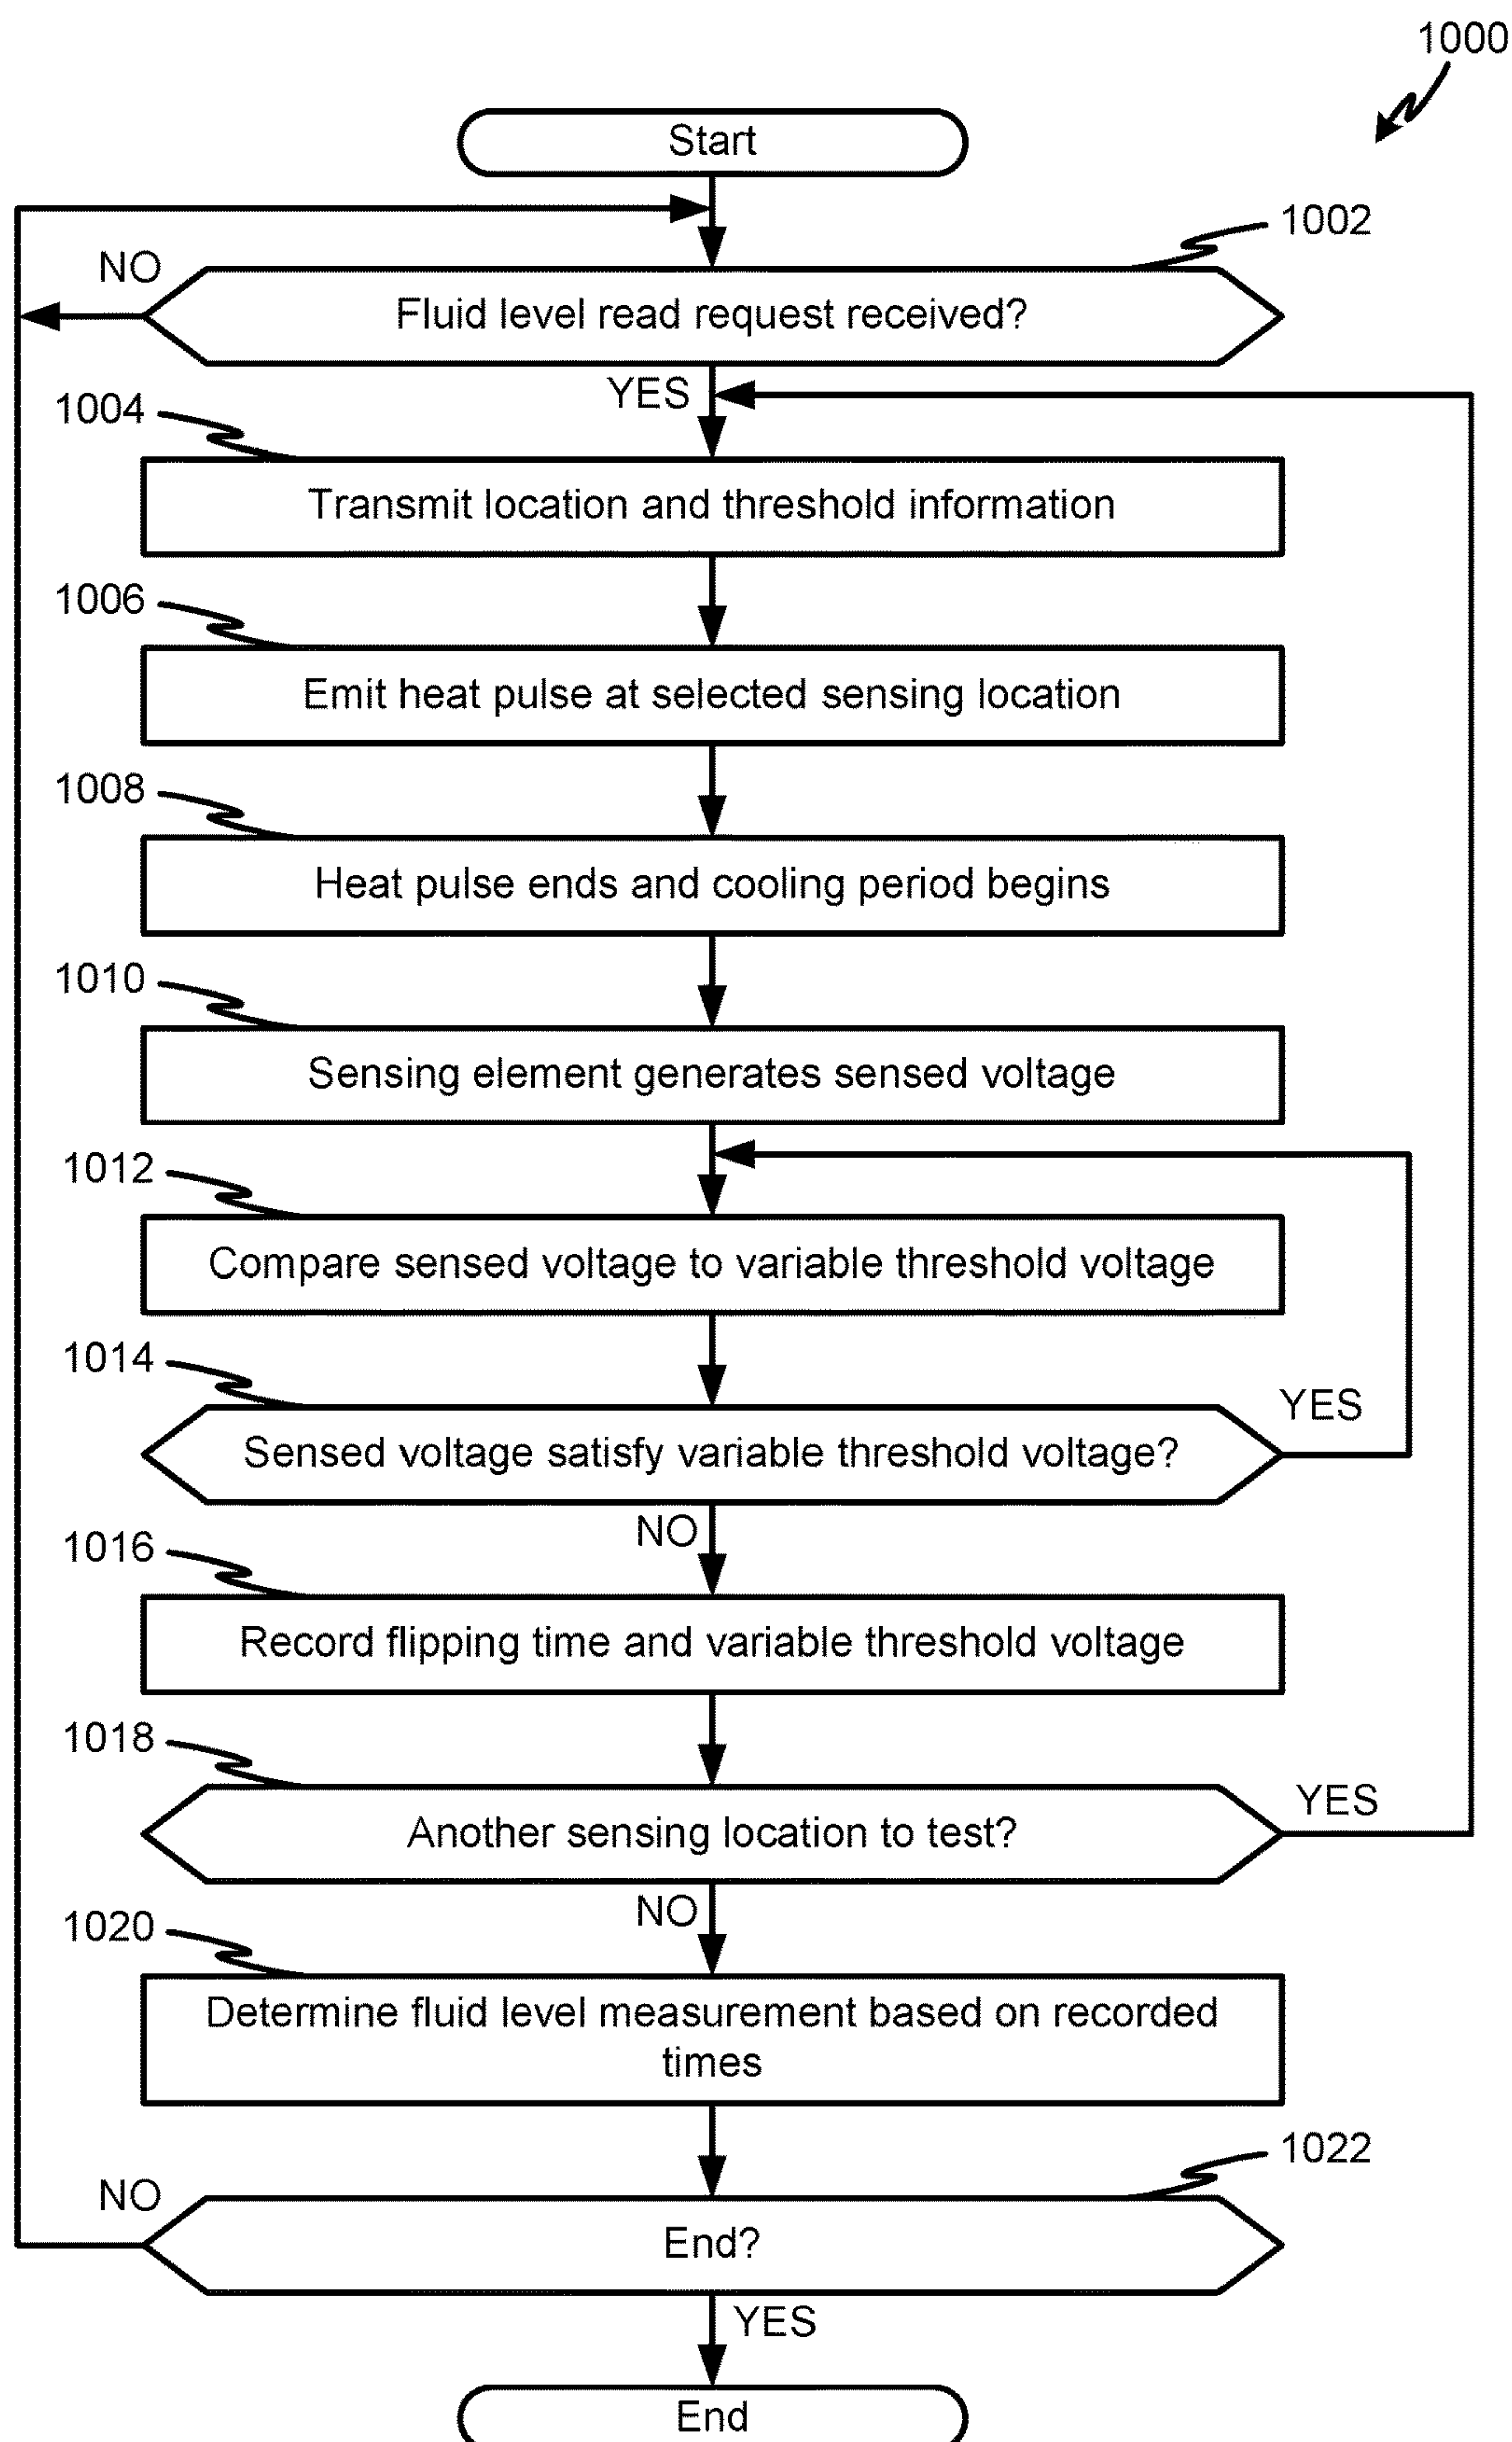 1000
Start
1002
NO
Fluid level read request received?
YES
1004
Transmit location and threshold information
1006
Emit heat pulse at selected sensing location
1008
Heat pulse ends and cooling period begins
1010
Sensing element generates sensed voltage
1012
Compare sensed voltage to variable threshold voltage
1014
YES
Sensed voltage satisfy variable threshold voltage?
NO
1016
Record flipping time and variable threshold voltage
1018
YES
Another sensing location to test?
NO
1020
Determine fluid level measurement based on recorded
times
1022
NO
End?
YES
End